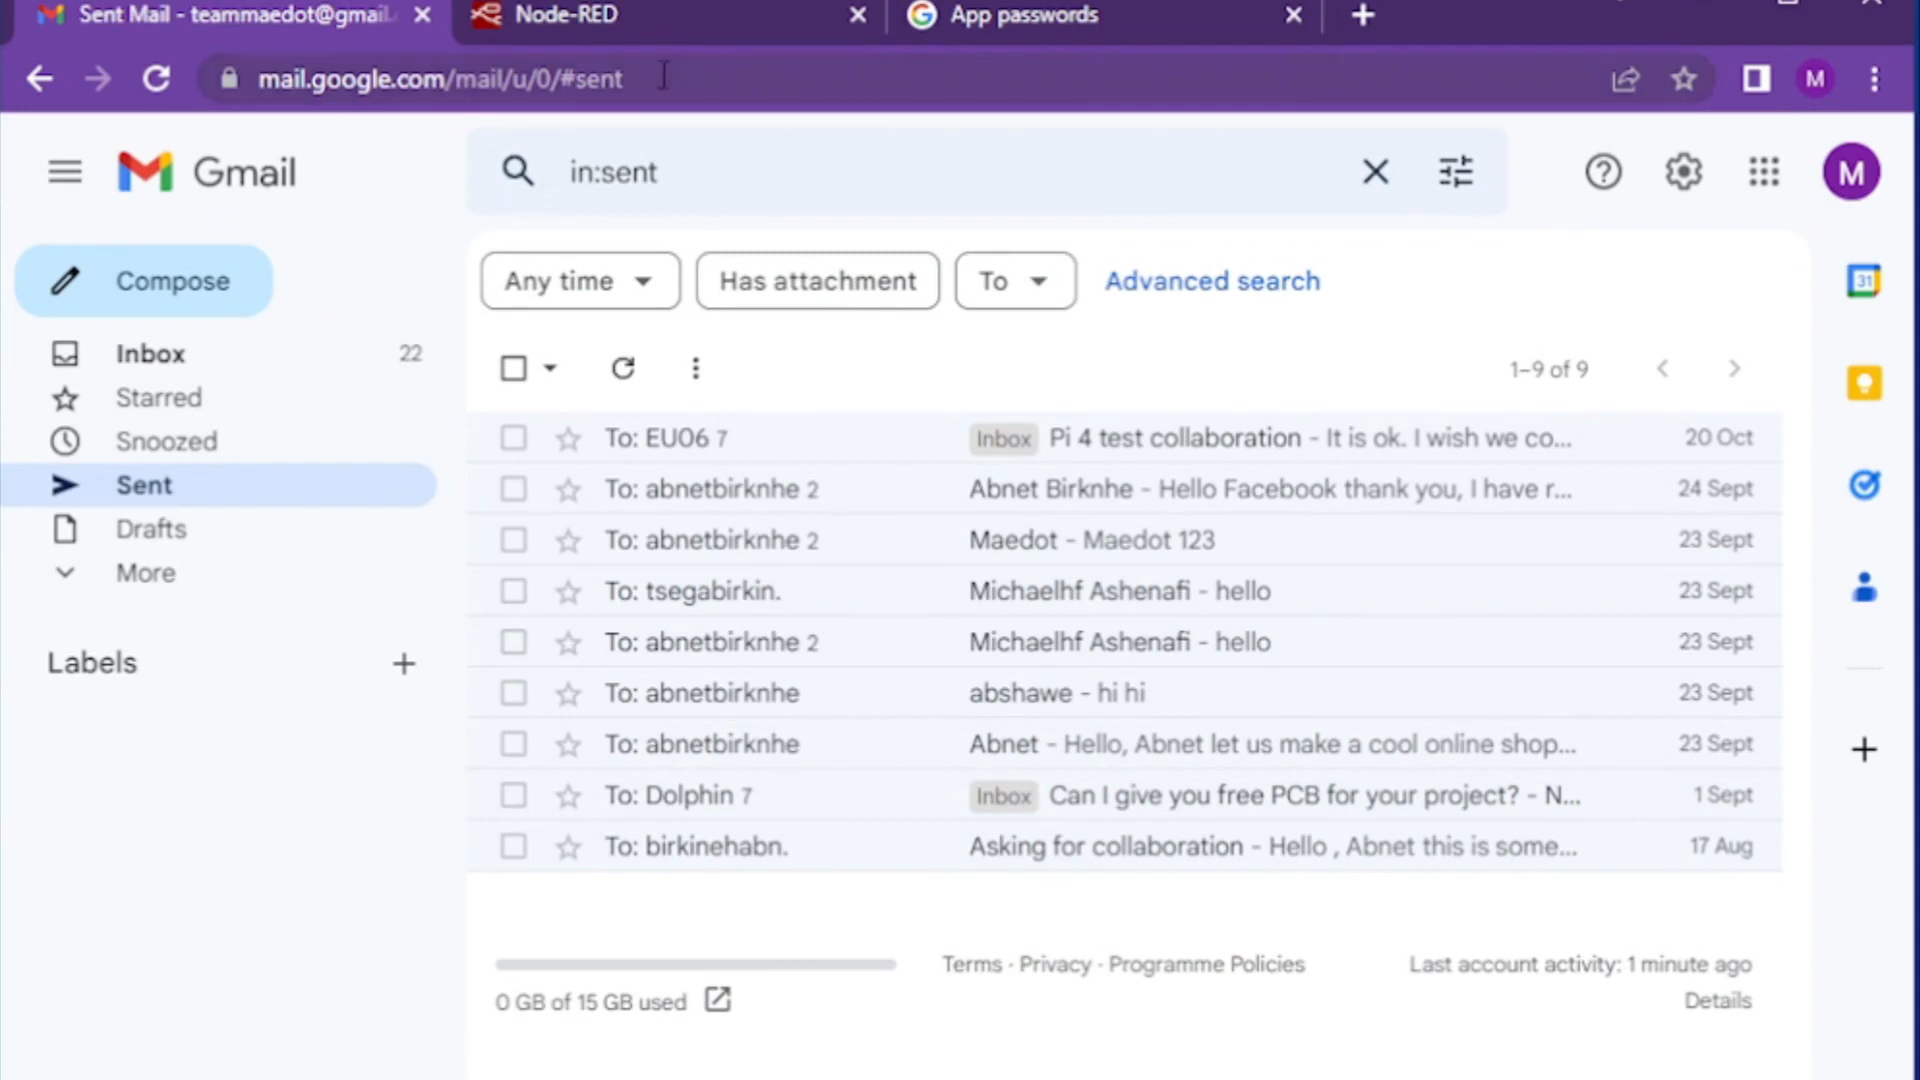 Sent Mail - teammaedot@gmail.
Node-RED
App passwords
mail.google.com/mail/u/0/#sent
M
Gmail
in:sent
M
Compose
Any time
Has attachment
To
Advanced search
31
Inbox 22
Starred
Snoozed
Sent
Drafts
More
Labels
1–9 of 9
To: EU06 7 Inbox Pi 4 test collaboration - It is ok. I wish we co... 20 Oct
To: abnetbirknhe 2 Abnet Birknhe - Hello Facebook thank you, I have r... 24 Sept
To: abnetbirknhe 2 Maedot - Maedot 123 23 Sept
To: tsegabirkin. Michaelhf Ashenafi - hello 23 Sept
To: abnetbirknhe 2 Michaelhf Ashenafi - hello 23 Sept
To: abnetbirknhe abshawe - hi hi 23 Sept
To: abnetbirknhe Abnet - Hello, Abnet let us make a cool online shop... 23 Sept
To: Dolphin 7 Inbox Can I give you free PCB for your project? - N... 1 Sept
To: birkinehabn. Asking for collaboration - Hello , Abnet this is some... 17 Aug
0 GB of 15 GB used
Terms · Privacy · Programme Policies
Last account activity: 1 minute ago
Details